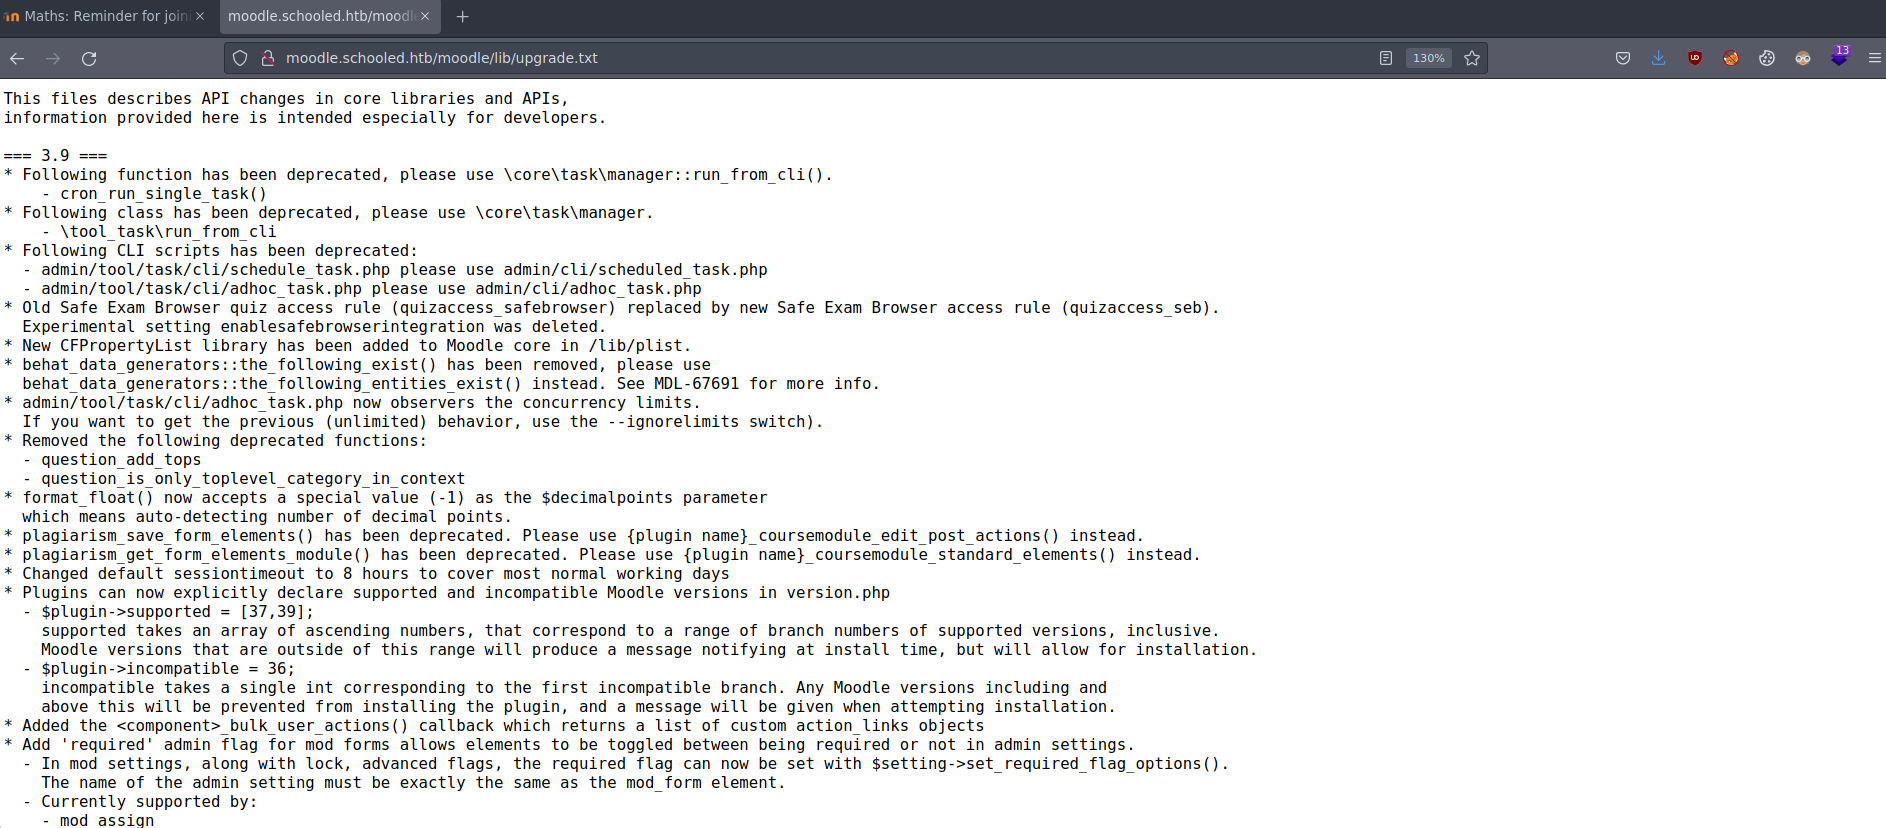 Maths: Reminder for joini
moodle.schooled.htb/moodle
moodle.schooled.htb/moodle/lib/upgrade.txt
130%
13
This files describes API changes in core libraries and APIs,
information provided here is intended especially for developers.
=== 3.9 ===
* Following function has been deprecated, please use \core\task\manager::run_from_cli().
- cron_run_single_task()
* Following class has been deprecated, please use \core\task\manager.
- \tool_task\run_from_cli
* Following CLI scripts has been deprecated:
- admin/tool/task/cli/schedule_task.php please use admin/cli/scheduled_task.php
- admin/tool/task/cli/adhoc_task.php please use admin/cli/adhoc_task.php
* Old Safe Exam Browser quiz access rule (quizaccess_safebrowser) replaced by new Safe Exam Browser access rule (quizaccess_seb).
Experimental setting enablesafebrowserintegration was deleted.
* New CFPropertyList library has been added to Moodle core in /lib/plist.
* behat_data_generators::the_following_exist() has been removed, please use
behat_data_generators::the_following_entities_exist() instead. See MDL-67691 for more info.
* admin/tool/task/cli/adhoc_task.php now observers the concurrency limits.
If you want to get the previous (unlimited) behavior, use the --ignorelimits switch).
* Removed the following deprecated functions:
- question_add_tops
- question_is_only_toplevel_category_in_context
* format_float() now accepts a special value (-1) as the $decimalpoints parameter
which means auto-detecting number of decimal points.
* plagiarism_save_form_elements() has been deprecated. Please use {plugin name}_coursemodule_edit_post_actions() instead.
* plagiarism_get_form_elements_module() has been deprecated. Please use {plugin name}_coursemodule_standard_elements() instead.
* Changed default sessiontimeout to 8 hours to cover most normal working days
* Plugins can now explicitly declare supported and incompatible Moodle versions in version.php
- $plugin->supported = [37,39];
supported takes an array of ascending numbers, that correspond to a range of branch numbers of supported versions, inclusive.
Moodle versions that are outside of this range will produce a message notifying at install time, but will allow for installation.
- $plugin->incompatible = 36;
incompatible takes a single int corresponding to the first incompatible branch. Any Moodle versions including and
above this will be prevented from installing the plugin, and a message will be given when attempting installation.
* Added the <component>_bulk_user_actions() callback which returns a list of custom action_links objects
* Add 'required' admin flag for mod forms allows elements to be toggled between being required or not in admin settings.
- In mod settings, along with lock, advanced flags, the required flag can now be set with $setting->set_required_flag_options().
The name of the admin setting must be exactly the same as the mod_form element.
- Currently supported by:
- mod_assign